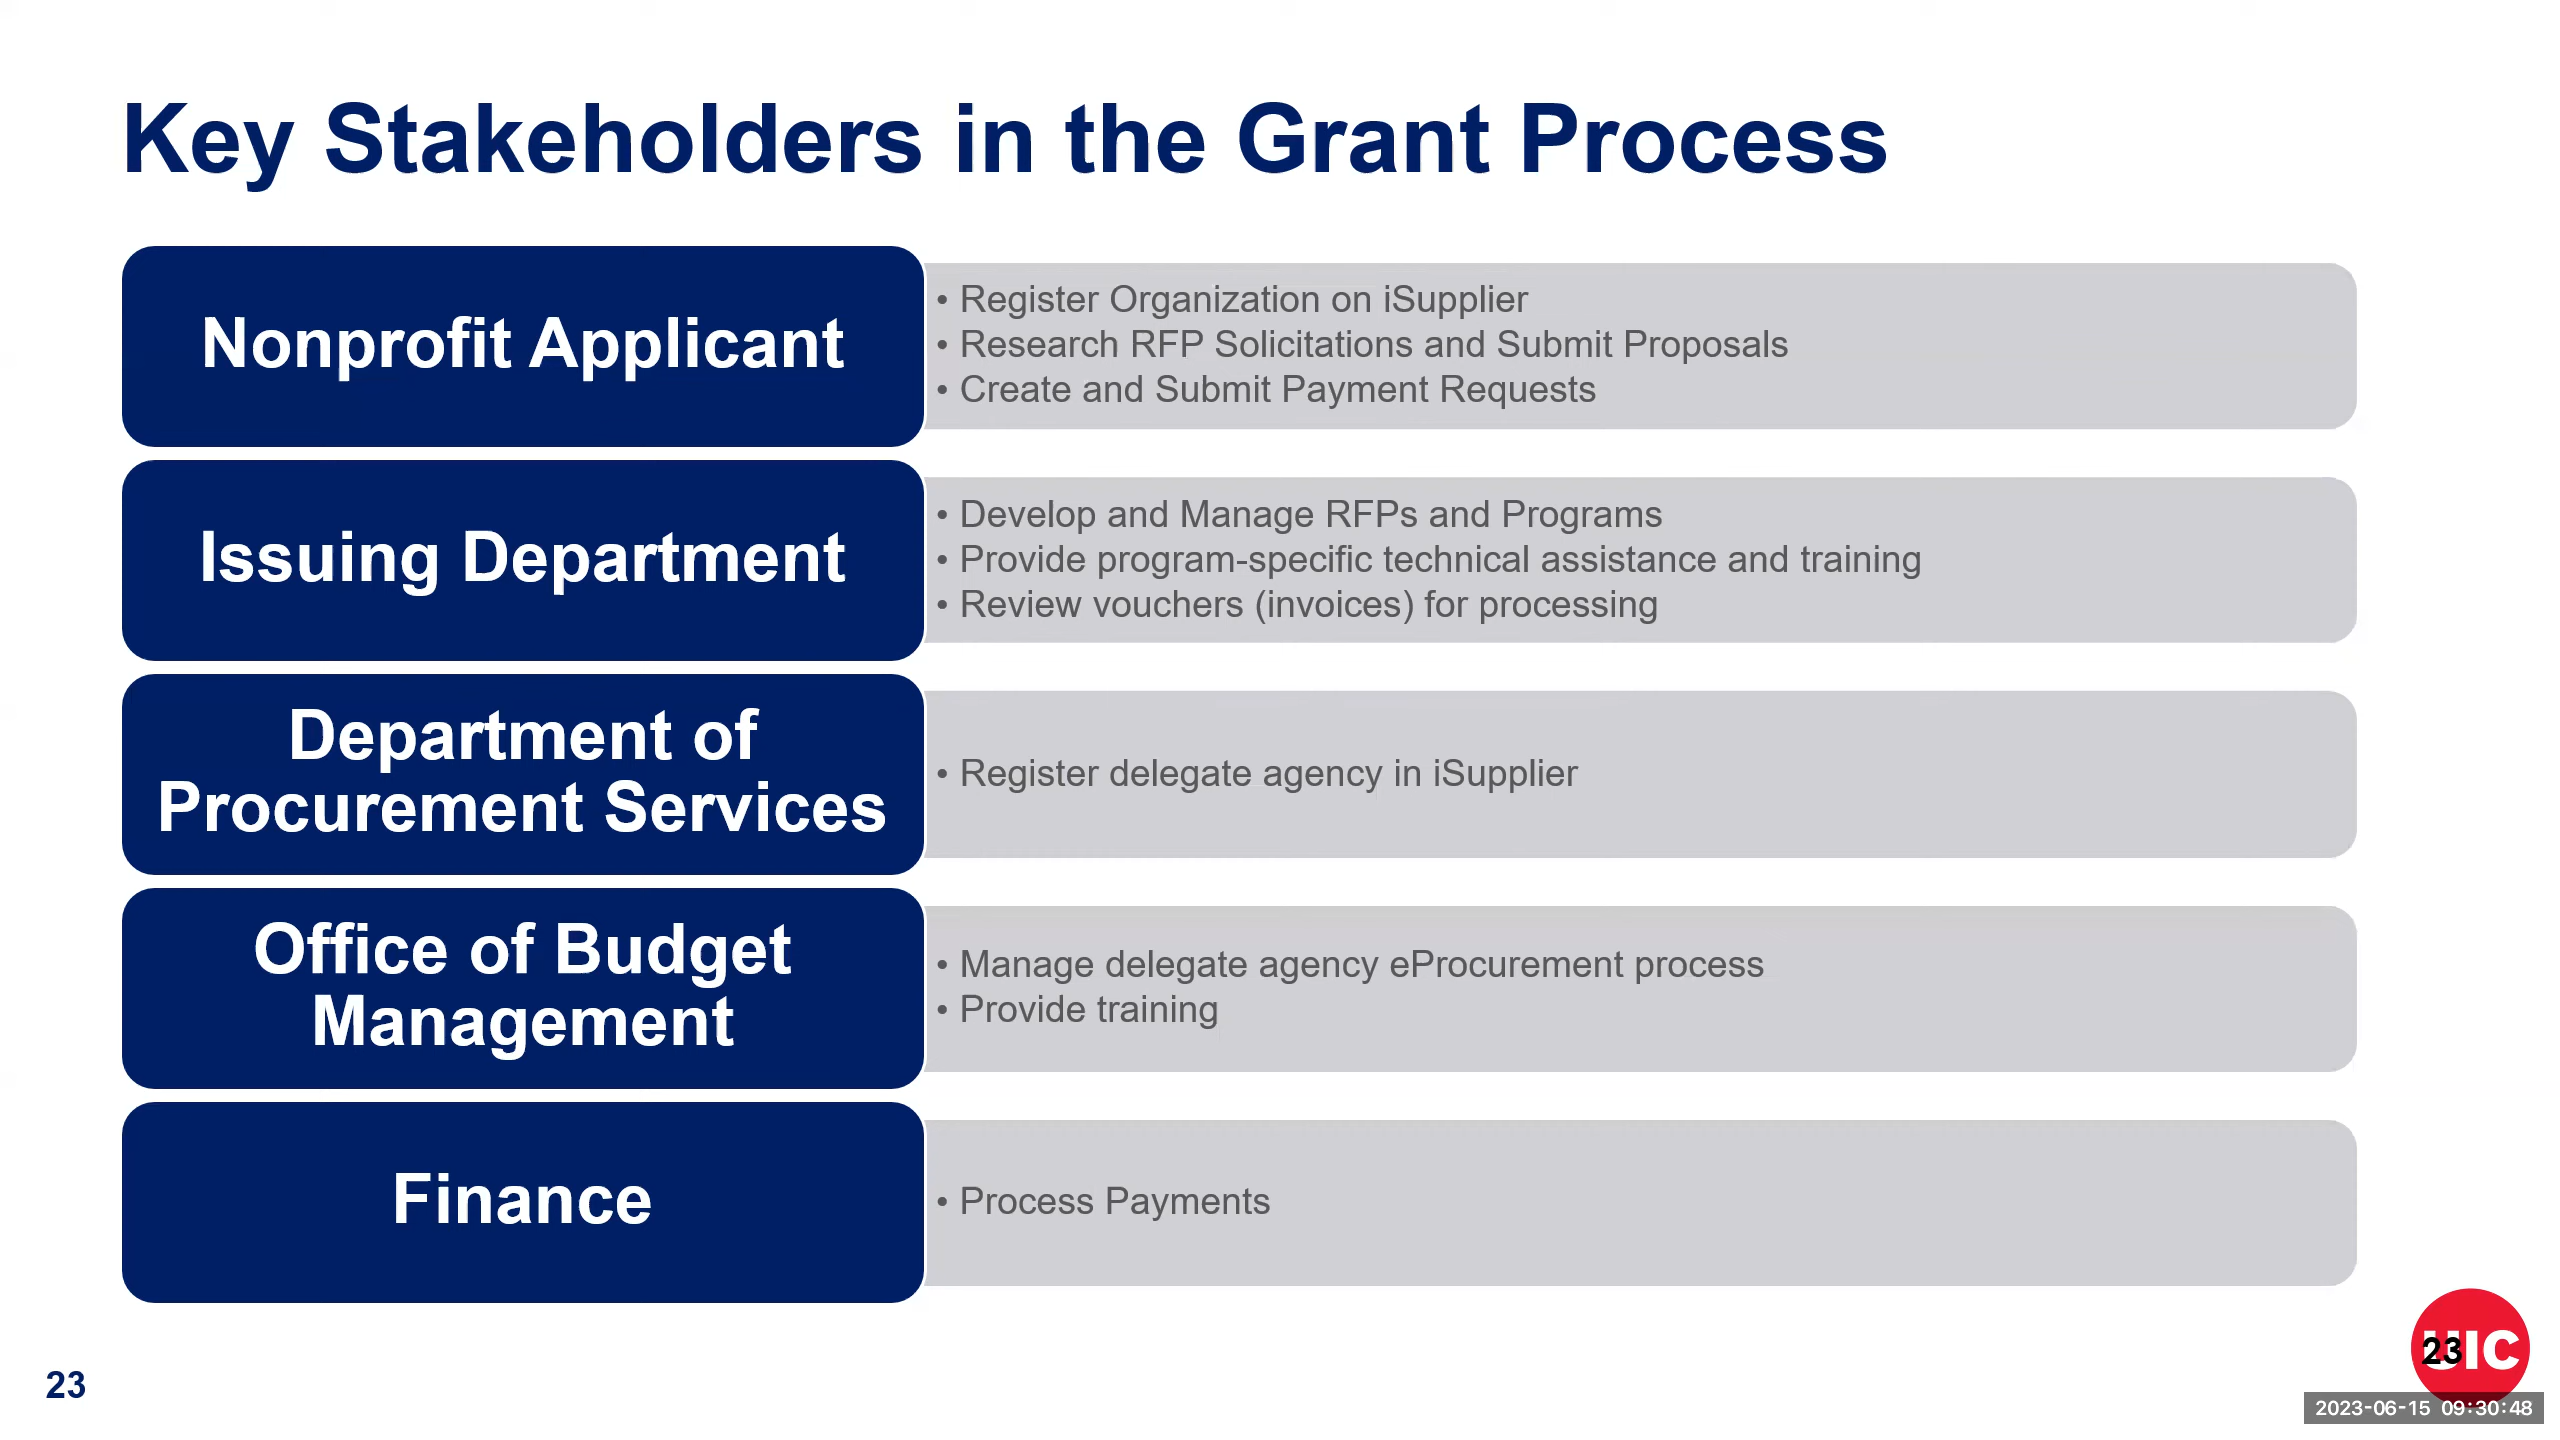 Key Stakeholders in the Grant Process
Nonprofit Applicant
• Register Organization on iSupplier
• Research RFP Solicitations and Submit Proposals
• Create and Submit Payment Requests
Issuing Department
• Develop and Manage RFPs and Programs
• Provide program-specific technical assistance and training
• Review vouchers (invoices) for processing
Department of
Procurement Services
• Register delegate agency in iSupplier
Office of Budget
Management
• Manage delegate agency eProcurement process
• Provide training
Finance
• Process Payments
23
UIC
23
2023-06-15 09:30:48